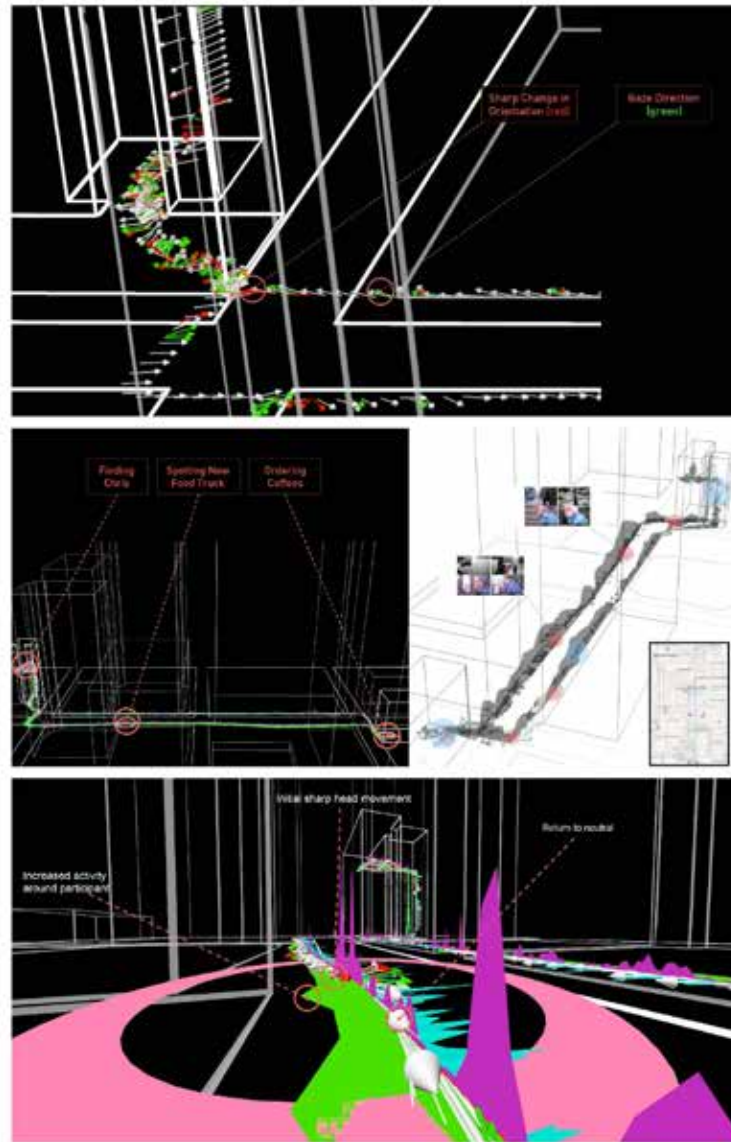 Sharp Change in
Orientation (red)
Gaze Direction
(green)
Finding
Chris
Spotting New
Food Truck
Ordering
Coffees
Initial sharp head movement
Return to neutral
Increased activity
around participant